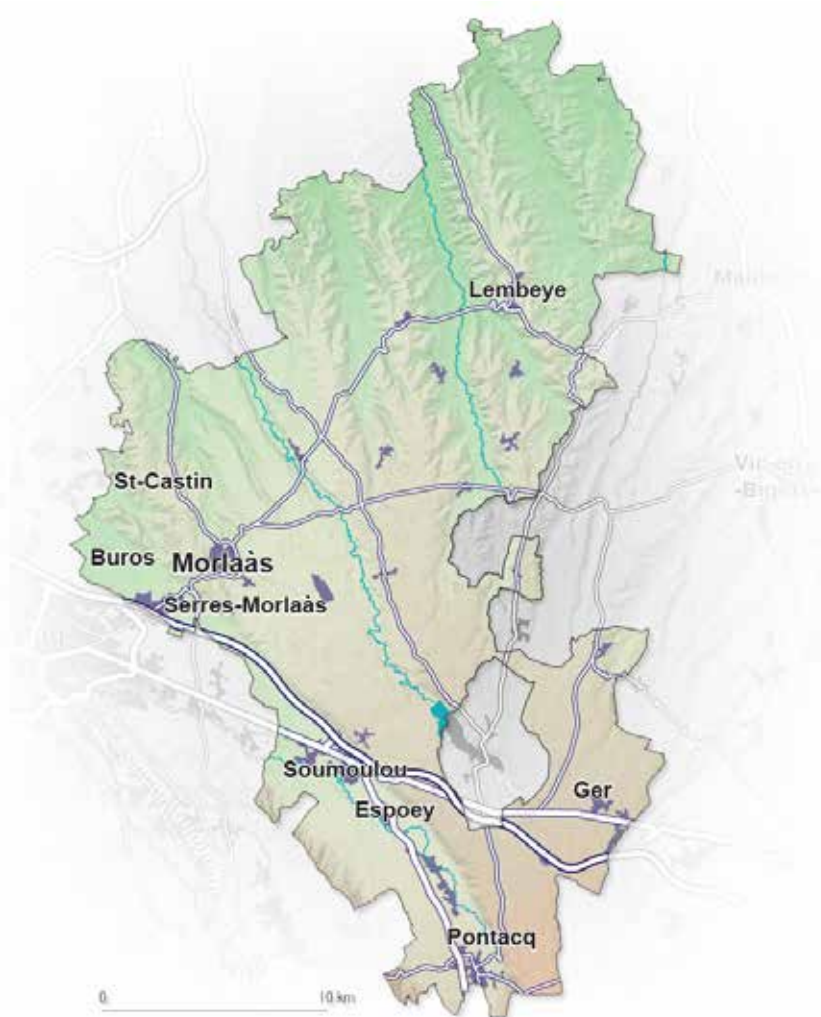 Lembeye
St-Castin
Buros
Morlaàs
Serres-Morlaàs
Soumoulou
Espoey
Ger
Pontacq
0
10 km